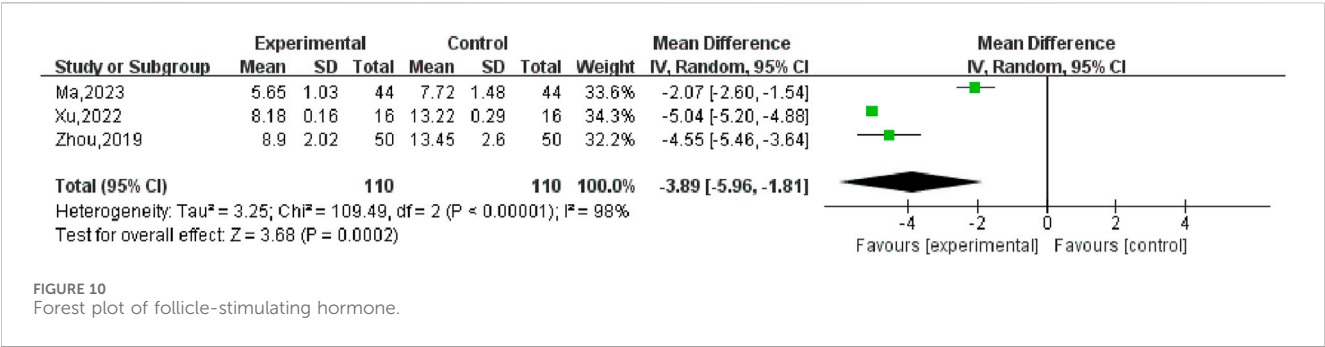 Experimental Control Mean Difference Mean Difference
Study or Subgroup Mean SD Total Mean SD Total Weight IV, Random, 95% CI IV, Random, 95% CI
Ma,2023 5.65 1.03 44 7.72 1.48 44 33.6% -2.07 [-2.60, -1.54]
Xu,2022 8.18 0.16 16 13.22 0.29 16 34.3% -5.04 [-5.20, -4.88]
Zhou,2019 8.9 2.02 50 13.45 2.6 50 32.2% -4.55 [-5.46, -3.64]
Total (95% CI) 110 110 100.0% -3.89 [-5.96, -1.81]
Heterogeneity: Tau² = 3.25; Chi² = 109.49, df = 2 (P < 0.00001); I² = 98%
Test for overall effect: Z = 3.68 (P = 0.0002)
-4 -2 0 2 4
Favours [experimental] Favours [control]
FIGURE 10
Forest plot of follicle-stimulating hormone.